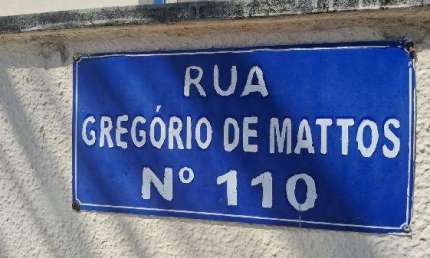 RUA
GREGÓRIO DE MATTOS
Nº 110